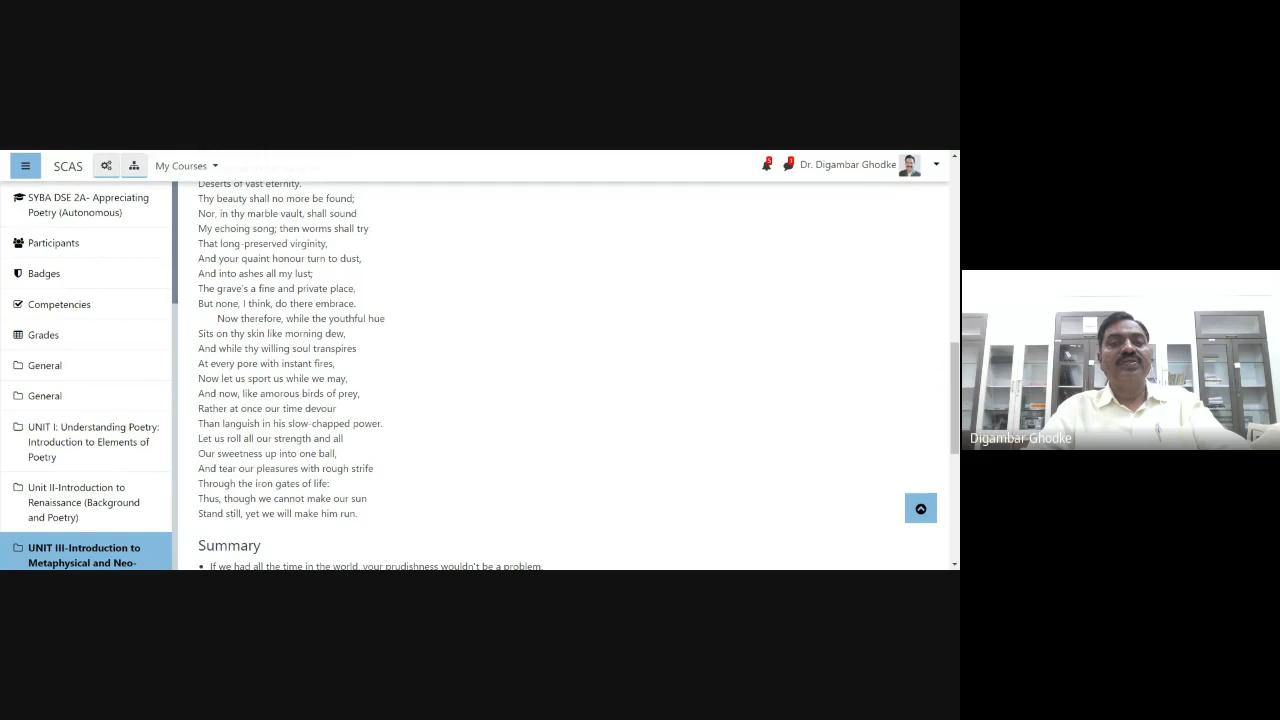 SCAS
My Courses
Dr. Digambar Ghodke
SYBA DSE 2A- Appreciating
Poetry (Autonomous)
Participants
Badges
Competencies
Grades
General
General
UNIT I: Understanding Poetry:
Introduction to Elements of
Poetry
Unit II-Introduction to
Renaissance (Background
and Poetry)
UNIT III-Introduction to
Metaphysical and Neo-
Deserts of vast eternity.
Thy beauty shall no more be found;
Nor, in thy marble vault, shall sound
My echoing song; then worms shall try
That long-preserved virginity,
And your quaint honour turn to dust,
And into ashes all my lust;
The grave's a fine and private place,
But none, I think, do there embrace.
Now therefore, while the youthful hue
Sits on thy skin like morning dew,
And while thy willing soul transpires
At every pore with instant fires,
Now let us sport us while we may,
And now, like amorous birds of prey,
Rather at once our time devour
Than languish in his slow-chapped power.
Let us roll all our strength and all
Our sweetness up into one ball,
And tear our pleasures with rough strife
Through the iron gates of life:
Thus, though we cannot make our sun
Stand still, yet we will make him run.
Summary
• If we had all the time in the world, your prudishness wouldn't be a problem.
Digambar Ghodke